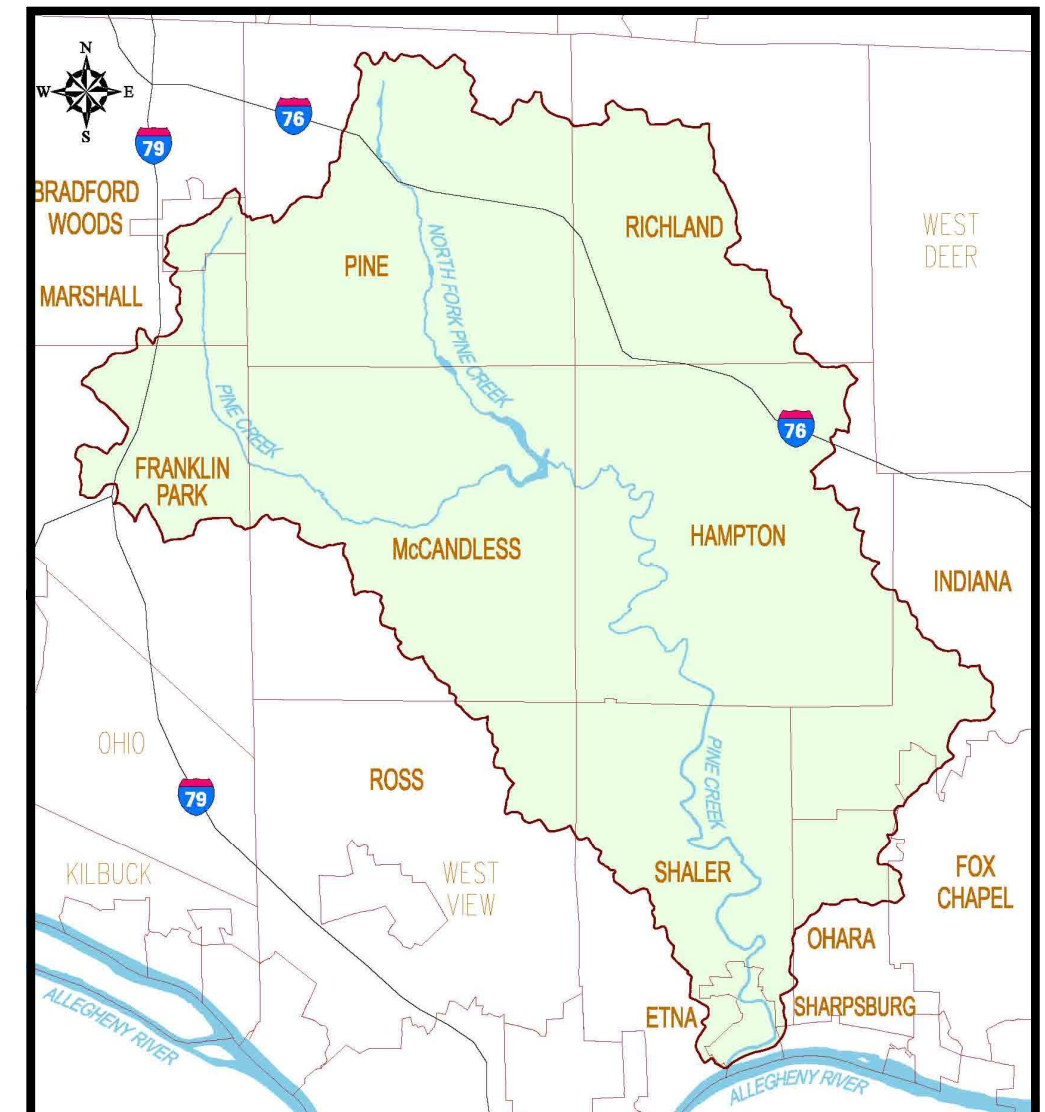 N
W
E
S
76
79
BRADFORD
WOODS
RICHLAND
WEST
DEER
PINE
NORTH FORK PINE CREEK
MARSHALL
PINE CREEK
76
FRANKLIN
PARK
McCANDLESS
HAMPTON
INDIANA
OHIO
PINE CREEK
ROSS
79
KILBUCK
WEST
VIEW
SHALER
FOX
CHAPEL
OHARA
ALLEGHENY RIVER
ETNA
SHARPSBURG
ALLEGHENY RIVER